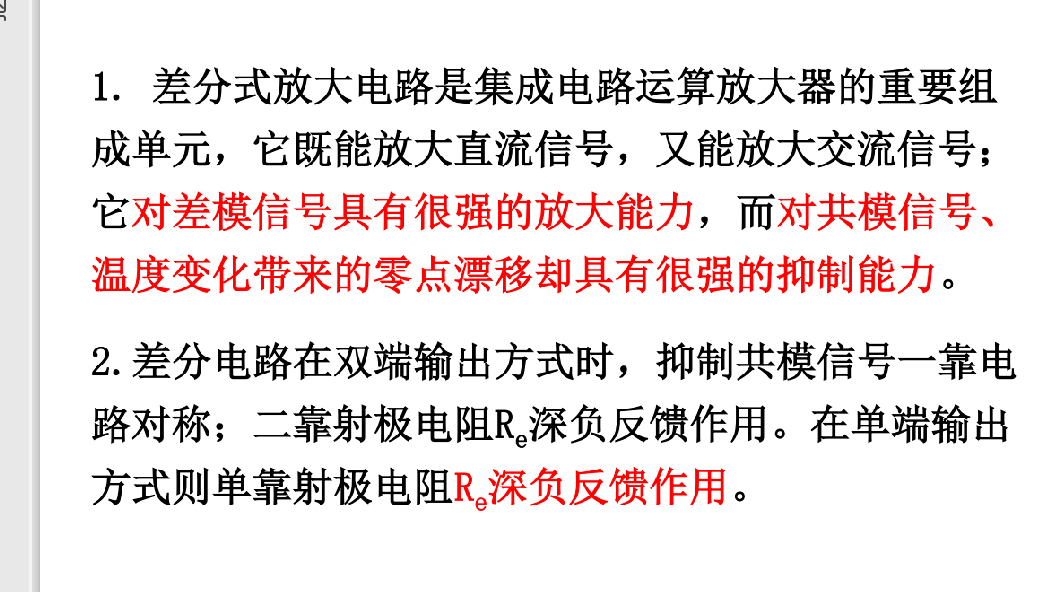 1. 差分式放大电路是集成电路运算放大器的重要组
成单元，它既能放大直流信号，又能放大交流信号；
它对差模信号具有很强的放大能力，而对共模信号、
温度变化带来的零点漂移却具有很强的抑制能力。
2.差分电路在双端输出方式时，抑制共模信号一靠电
路对称；二靠射极电阻Re深负反馈作用。在单端输出
方式则单靠射极电阻Re深负反馈作用。